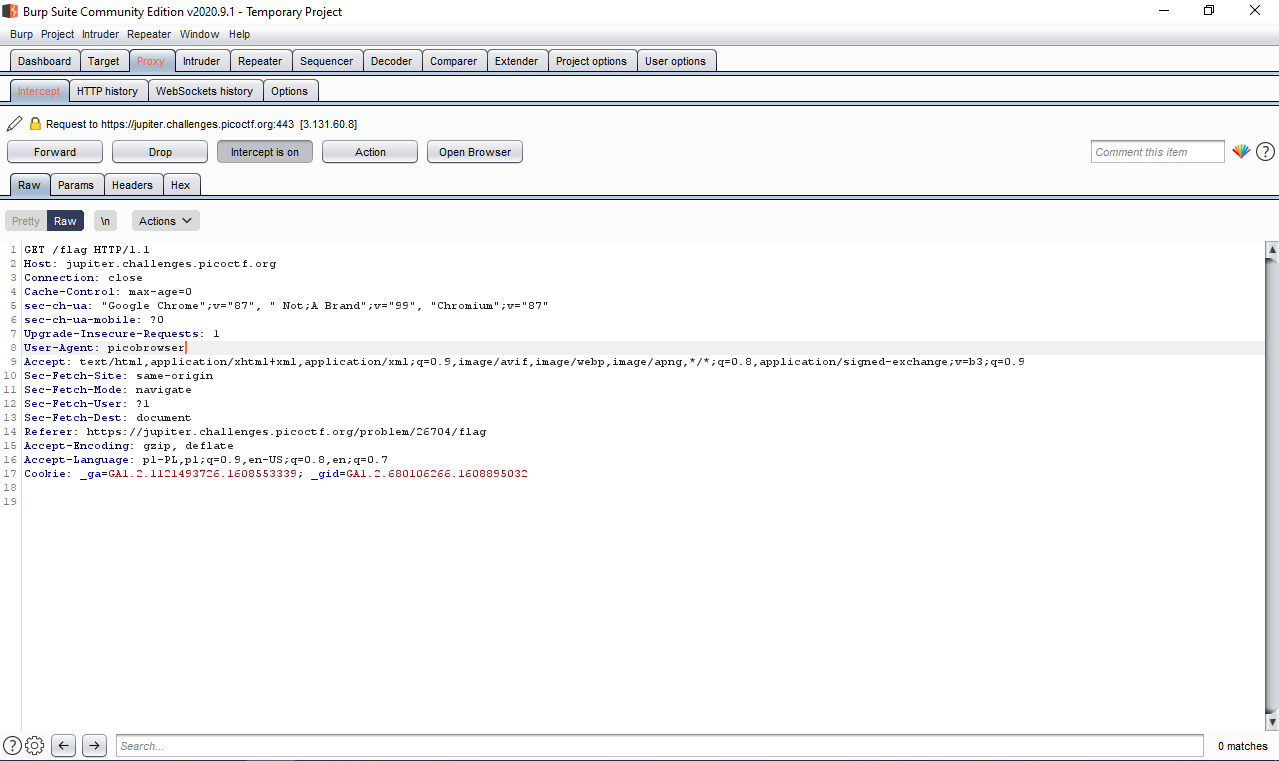 Burp Suite Community Edition v2020.9.1 - Temporary Project
Burp Project Intruder Repeater Window Help
Dashboard Target Proxy Intruder Repeater Sequencer Decoder Comparer Extender Project options User options
Intercept HTTP history WebSockets history Options
Request to https://jupiter.challenges.picoctf.org:443 [3.131.60.8]
Forward Drop Intercept is on Action Open Browser Comment this item ?
Raw Params Headers Hex
Pretty Raw \n Actions
1 GET /flag HTTP/1.1
2 Host: jupiter.challenges.picoctf.org
3 Connection: close
4 Cache-Control: max-age=0
5 sec-ch-ua: "Google Chrome";v="87", " Not;A Brand";v="99", "Chromium";v="87"
6 sec-ch-ua-mobile: ?0
7 Upgrade-Insecure-Requests: 1
8 User-Agent: picobrowser
9 Accept: text/html,application/xhtml+xml,application/xml;q=0.9,image/avif,image/webp,image/apng,*/*;q=0.8,application/signed-exchange;v=b3;q=0.9
10 Sec-Fetch-Site: same-origin
11 Sec-Fetch-Mode: navigate
12 Sec-Fetch-User: ?1
13 Sec-Fetch-Dest: document
14 Referer: https://jupiter.challenges.picoctf.org/problem/26704/flag
15 Accept-Encoding: gzip, deflate
16 Accept-Language: pl-PL,pl;q=0.9,en-US;q=0.8,en;q=0.7
17 Cookie: _ga=GA1.2.1121493726.1608553339; _gid=GA1.2.680106266.1608895032
18
19
? Search... 0 matches